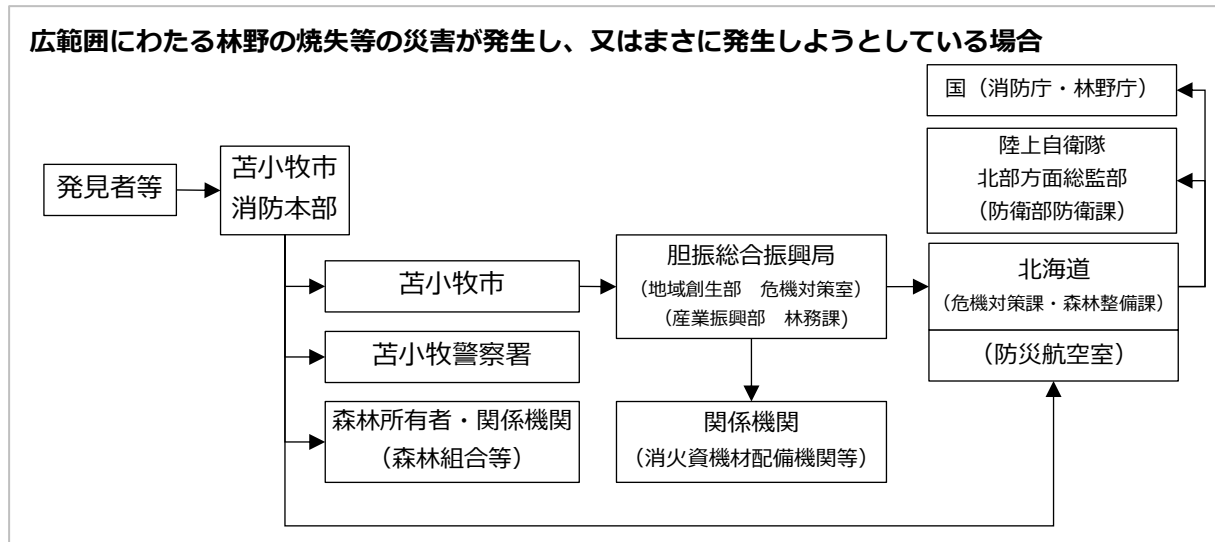 広範囲にわたる林野の焼失等の災害が発生し、又はまさに発生しようとしている場合
国（消防庁・林野庁）
陸上自衛隊
北部方面総監部
（防衛部防衛課）
発見者等
苫小牧市
消防本部
苫小牧市
胆振総合振興局
（地域創生部　危機対策室）
（産業振興部　林務課)
北海道
（危機対策課・森林整備課）
（防災航空室）
苫小牧警察署
森林所有者・関係機関
（森林組合等）
関係機関
（消火資機材配備機関等）